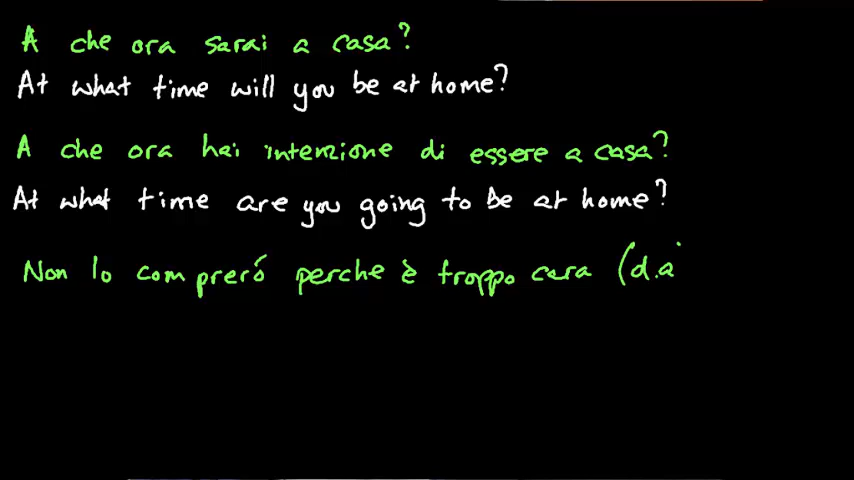 A che ora sarai a casa?
At what time will you be at home?
A che ora hai intenzione di essere a casa?
At what time are you going to be at home?
Non lo compreró perche è troppo cara (d.a